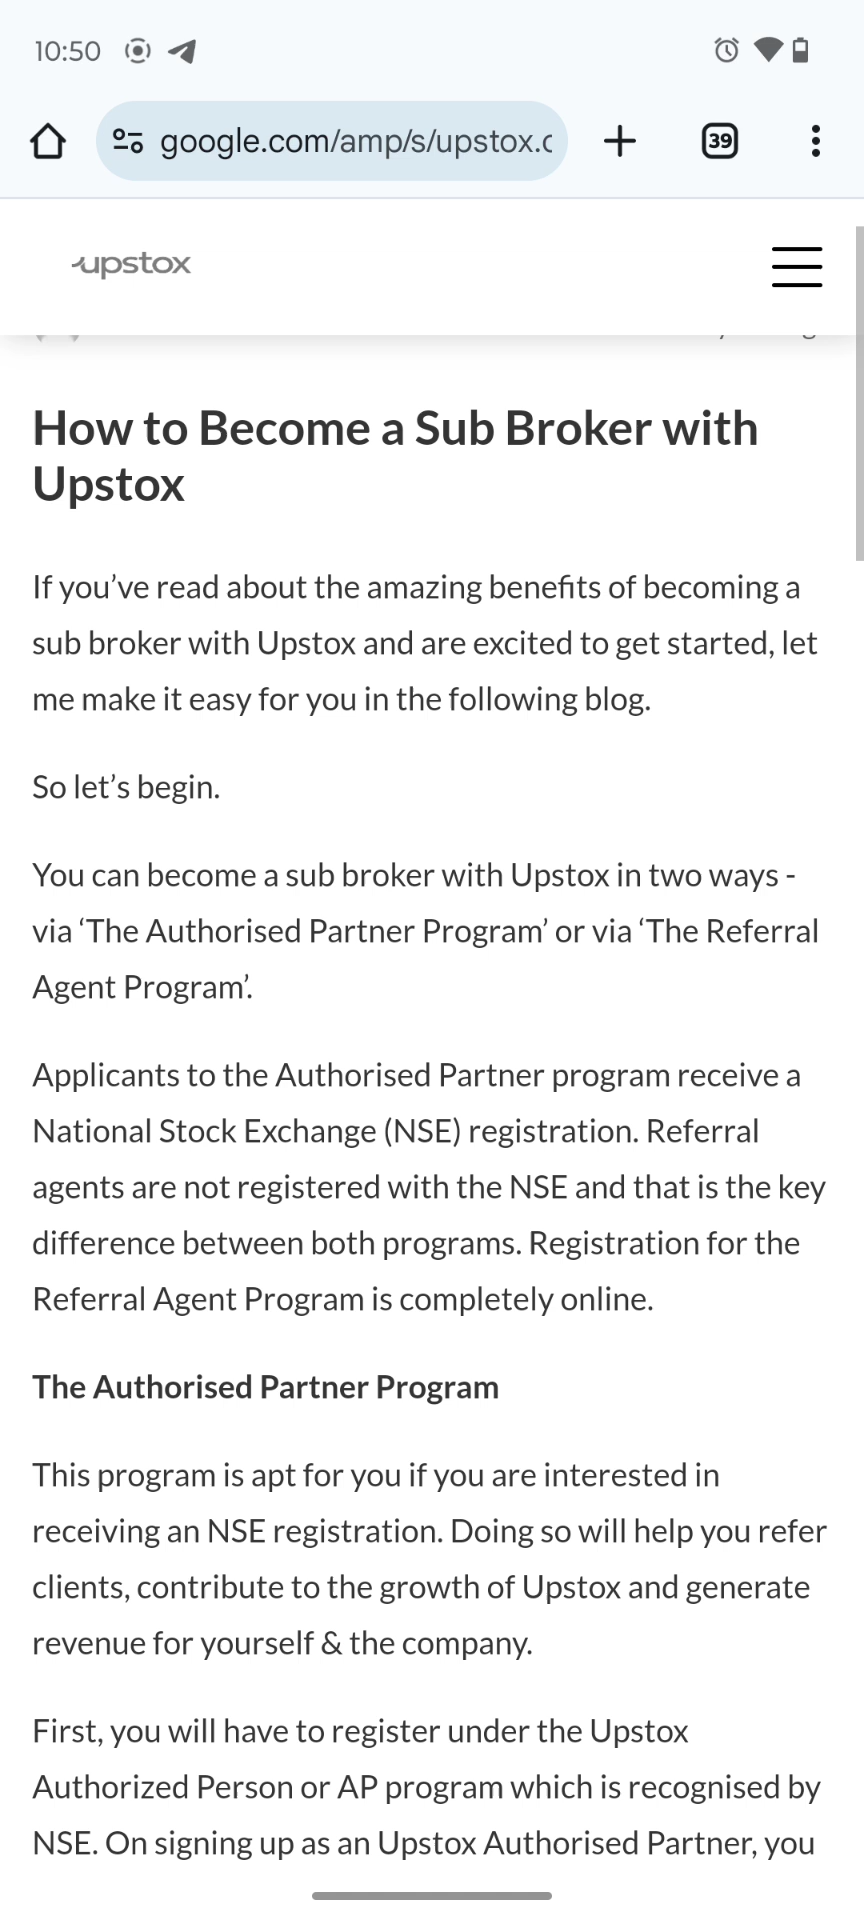 10:50
google.com/amp/s/upstox.c
39
upstox
How to Become a Sub Broker with
Upstox
If you’ve read about the amazing benefits of becoming a
sub broker with Upstox and are excited to get started, let
me make it easy for you in the following blog.
So let’s begin.
You can become a sub broker with Upstox in two ways -
via ‘The Authorised Partner Program’ or via ‘The Referral
Agent Program’.
Applicants to the Authorised Partner program receive a
National Stock Exchange (NSE) registration. Referral
agents are not registered with the NSE and that is the key
difference between both programs. Registration for the
Referral Agent Program is completely online.
The Authorised Partner Program
This program is apt for you if you are interested in
receiving an NSE registration. Doing so will help you refer
clients, contribute to the growth of Upstox and generate
revenue for yourself & the company.
First, you will have to register under the Upstox
Authorized Person or AP program which is recognised by
NSE. On signing up as an Upstox Authorised Partner, you